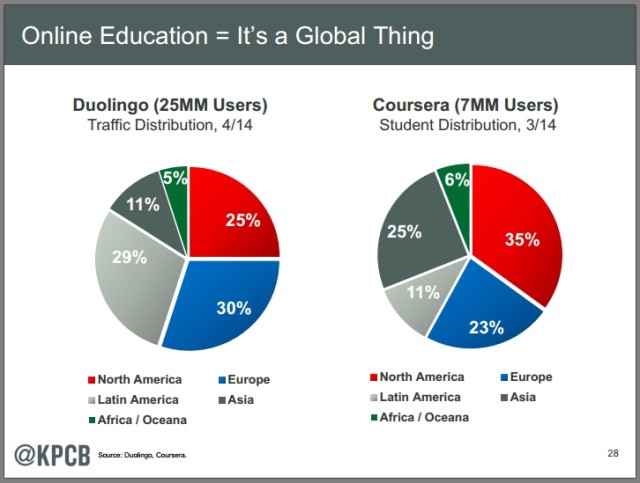 Online Education = It's a Global Thing
Duolingo (25MM Users)
Traffic Distribution, 4/14
5%
11%
25%
29%
30%
North America
Europe
Latin America
Asia
Africa / Oceana
Coursera (7MM Users)
Student Distribution, 3/14
6%
25%
35%
11%
23%
North America
Europe
Latin America
Asia
Africa / Oceana
@KPCB
Source: Duolingo, Coursera.
28